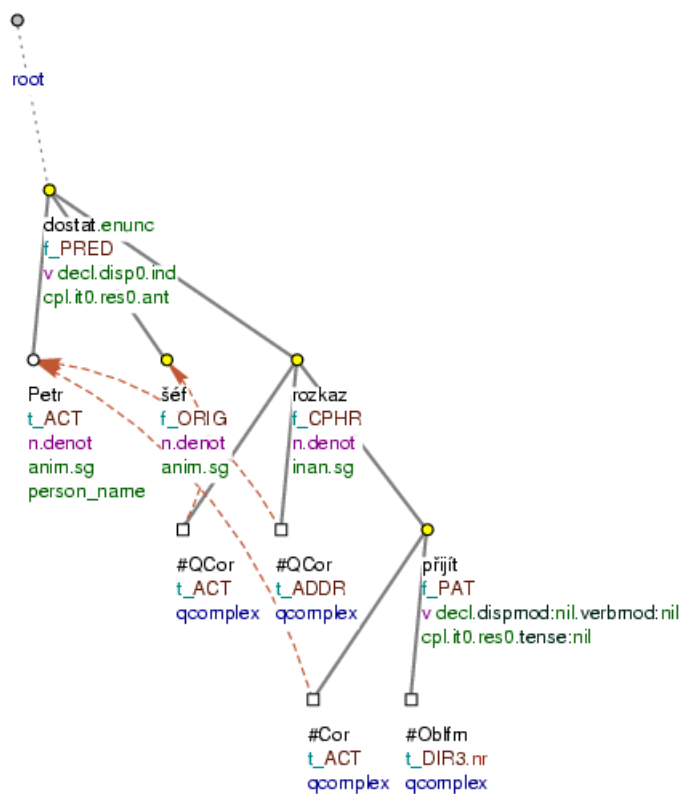 root
dostat.enunc
f_PRED
v decl.disp0.ind
cpl.it0.res0.ant
Petr
t_ACT
n.denot
anim.sg
person_name
šéf
f_ORIG
n.denot
anim.sg
rozkaz
f_CPHR
n.denot
inan.sg
#QCor
t_ACT
qcomplex
#QCor
t_ADDR
qcomplex
přijít
f_PAT
v decl.dispmod:nil.verbmod:nil
cpl.it0.res0.tense:nil
#Cor
t_ACT
qcomplex
#Oblfm
t_DIR3.nr
qcomplex